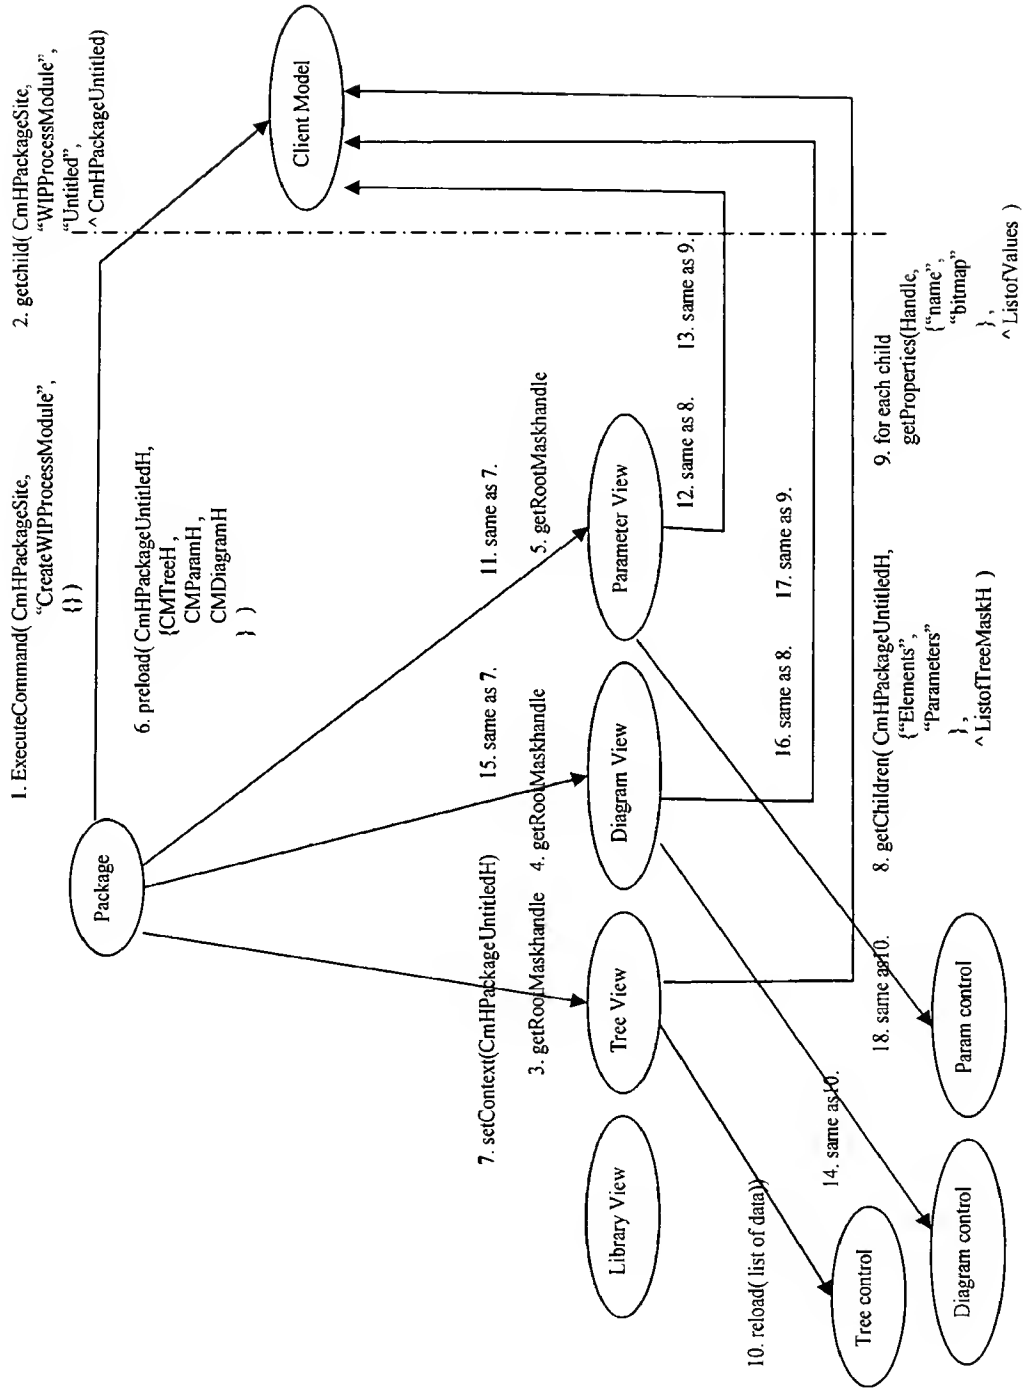 1. ExecuteCommand( CmHPackageSite,
"CreateWIPProcessModule",
{} )
2. getchild( CmHPackageSite,
"WIPProcessModule",
"Untitled",
^ CmHPackageUntitled)
Package
Client Model
6. preload( CmHPackageUntitledH,
{CMTreeH ,
CMParamH ,
CMDiagramH
} )
7. setContext(CmHPackageUntitledH)
15. same as 7.
11. same as 7.
3. getRootMaskhandle
4. getRootMaskhandle
5. getRootMaskhandle
Library View
Tree View
Diagram View
Parameter View
12. same as 8.
13. same as 9.
16. same as 8.
17. same as 9.
10. reload( list of data))
14. same as10.
18. same as10.
8. getChildren( CmHPackageUntitledH,
{"Elements",
"Parameters"
} ,
^ ListofTreeMaskH )
9. for each child
getProperties(Handle,
{"name",
"bitmap"
} ,
^ ListofValues )
Tree control
Diagram control
Param control